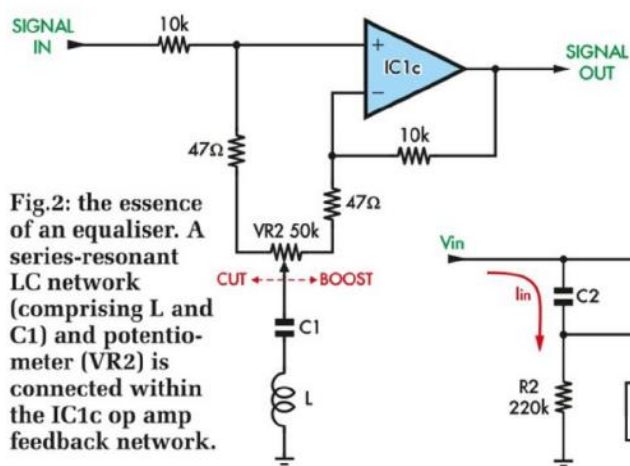 SIGNAL
IN
10k
+
IC1c
−
SIGNAL
OUT
10k
47Ω
47Ω
VR2 50k
CUT
BOOST
C1
L
Fig.2: the essence
of an equaliser. A
series-resonant
LC network
(comprising L and
C1) and potentio-
meter (VR2) is
connected within
the IC1c op amp
feedback network.
Vin
Iin
C2
R2
220k